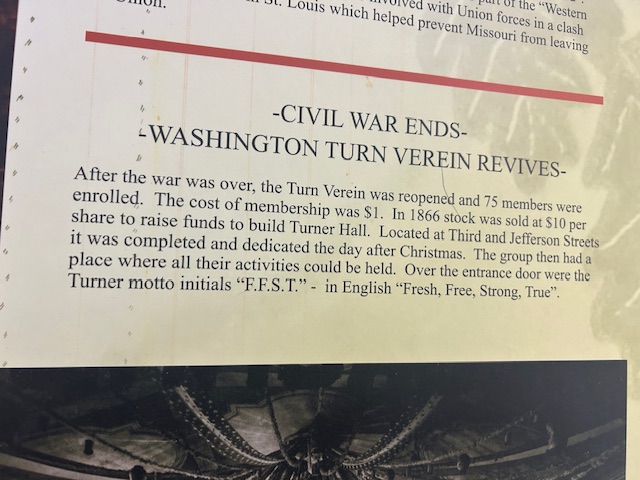 part of the "Western
involved with Union forces in a clash
St. Louis which helped prevent Missouri from leaving
Union.
-CIVIL WAR ENDS-
-WASHINGTON TURN VEREIN REVIVES-
After the war was over, the Turn Verein was reopened and 75 members were
enrolled. The cost of membership was $1. In 1866 stock was sold at $10 per
share to raise funds to build Turner Hall. Located at Third and Jefferson Streets
it was completed and dedicated the day after Christmas. The group then had a
place where all their activities could be held. Over the entrance door were the
Turner motto initials "F.F.S.T." - in English "Fresh, Free, Strong, True".